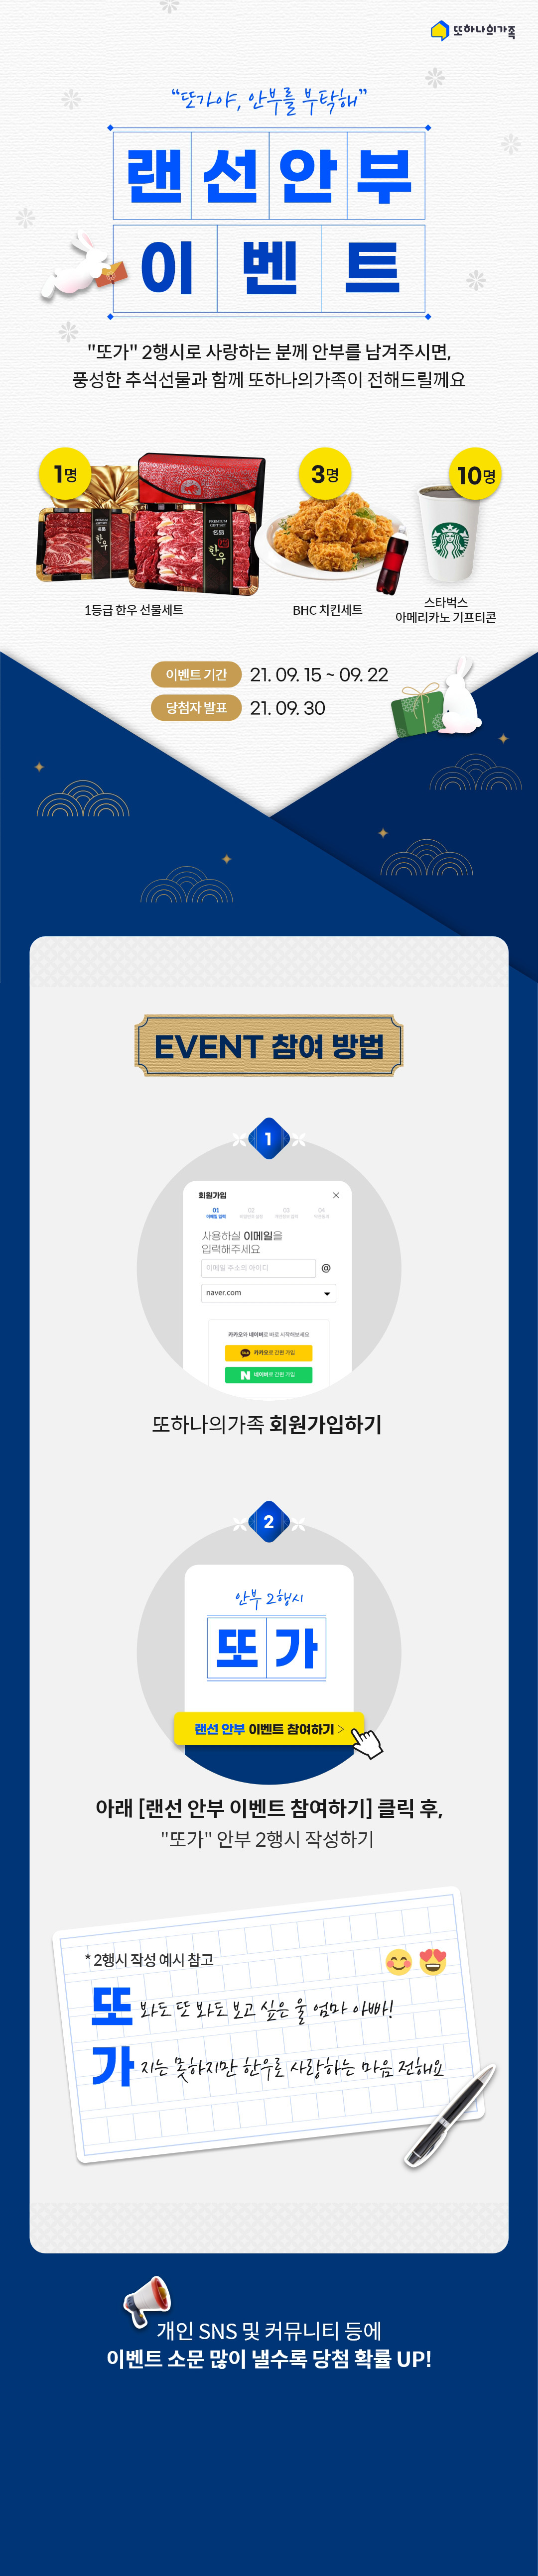 또하나의가족
“또가야, 안부를 부탁해”
랜선안부
이벤트
"또가" 2행시로 사랑하는 분께 안부를 남겨주시면,
풍성한 추석선물과 함께 또하나의가족이 전해드릴께요
1명
3명
10명
PREMIUM GIFT SET
名品
한우
PREMIUM GIFT SET
名品
한우
1등급 한우 선물세트
BHC 치킨세트
스타벅스
아메리카노 기프티콘
이벤트 기간 21. 09. 15 ~ 09. 22
당첨자 발표 21. 09. 30
EVENT 참여 방법
1
회원가입
01 02 03 04
이메일 입력
사용하실 이메일을
입력해주세요
이메일 주소의 아이디 @
naver.com
카카오와 네이버로 바로 시작해보세요
카카오로 간편 가입
N 네이버로 간편 가입
또하나의가족 회원가입하기
2
안부 2행시
또가
랜선 안부 이벤트 참여하기 >
아래 [랜선 안부 이벤트 참여하기] 클릭 후,
"또가" 안부 2행시 작성하기
* 2행시 작성 예시 참고
또 봐도 또 봐도 보고 싶은 울 엄마 아빠!
가 지는 못하지만 한우로 사랑하는 마음 전해요
개인 SNS 및 커뮤니티 등에
이벤트 소문 많이 낼수록 당첨 확률 UP!